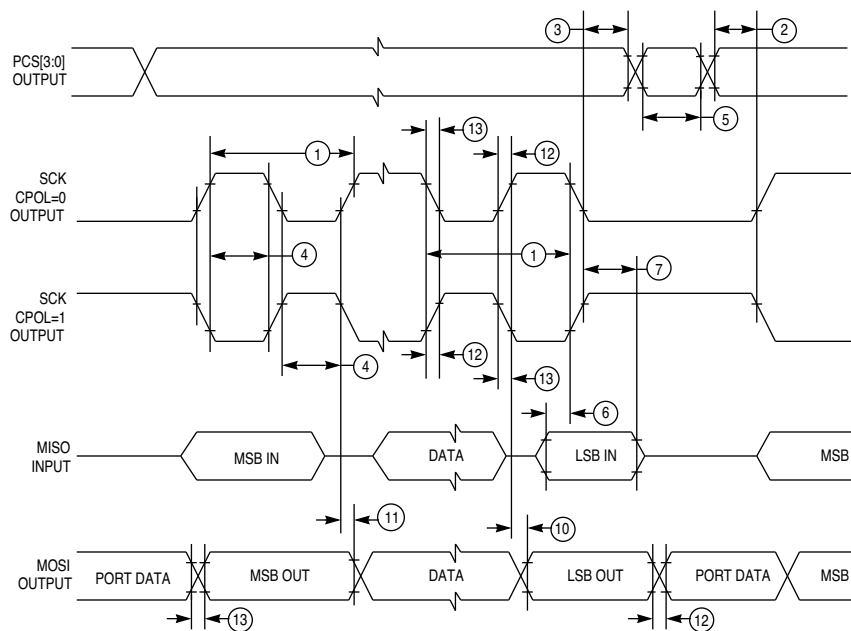 3
2
PCS[3:0]
OUTPUT
5
13
12
1
SCK
CPOL=0
OUTPUT
4
1
7
SCK
CPOL=1
OUTPUT
4
12
13
6
MISO
INPUT
MSB IN
DATA
LSB IN
MSB
11
10
MOSI
OUTPUT
PORT DATA
MSB OUT
DATA
LSB OUT
PORT DATA
MSB
13
12